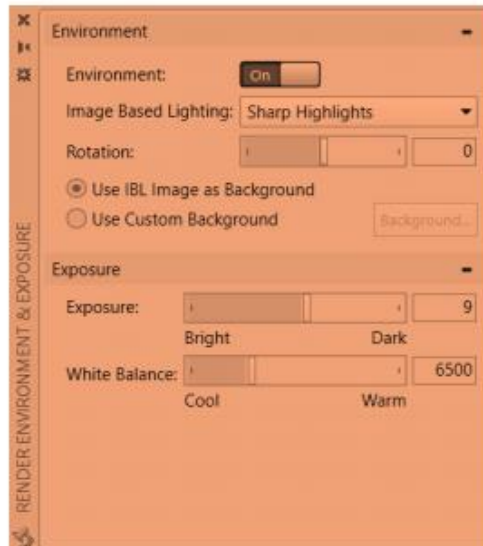 Environment
Environment: On
Image Based Lighting: Sharp Highlights
Rotation: 0
Use IBL Image as Background
Use Custom Background Background...
Exposure
Exposure: 9
Bright Dark
White Balance: 6500
Cool Warm
RENDER ENVIRONMENT & EXPOSURE